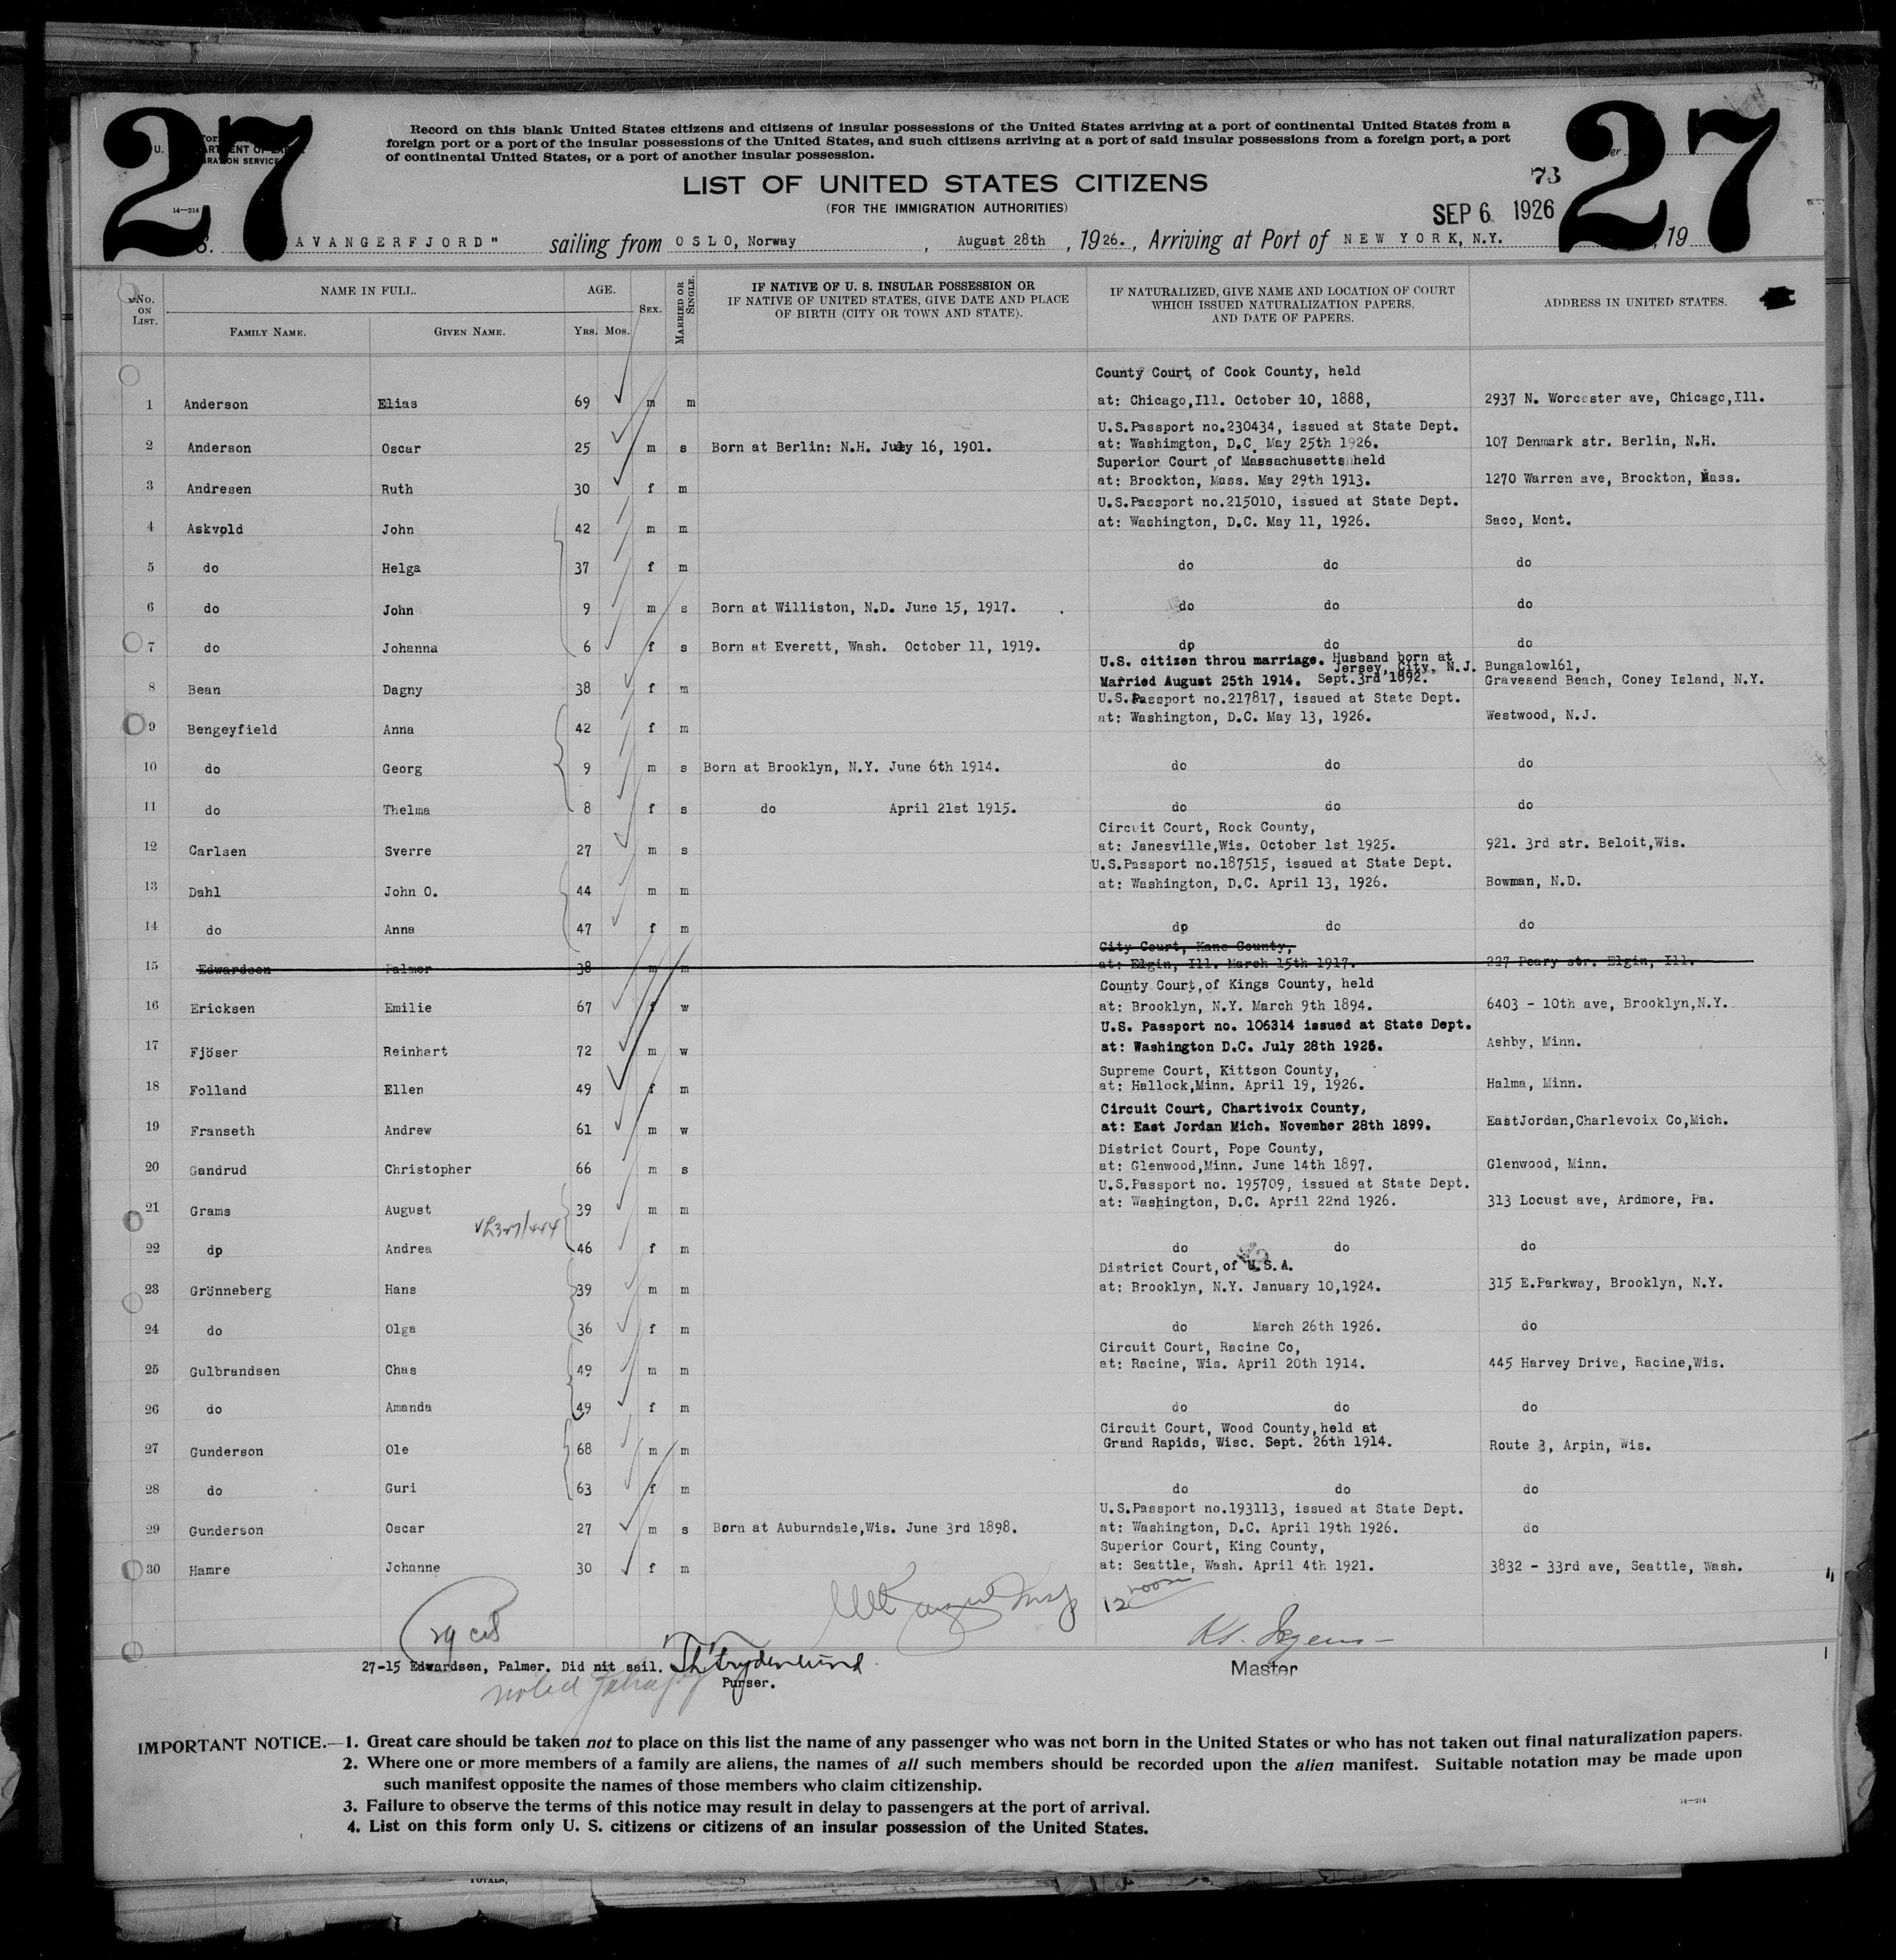 27
27
Record on this blank United States citizens and citizens of insular possessions of the United States arriving at a port of continental United States from a
foreign port or a port of the insular possessions of the United States, and such citizens arriving at a port of said insular possessions from a foreign port, a port
of continental United States, or a port of another insular possession.
LIST OF UNITED STATES CITIZENS
73
(FOR THE IMMIGRATION AUTHORITIES)
14—214
SEP 6 1926
S. AVANGERFJORD" sailing from OSLO, Norway, August 28th, 1926., Arriving at Port of NEW YORK, N.Y. , 19
No. ON LIST. NAME IN FULL. AGE. SEX. MARRIED OR SINGLE. IF NATIVE OF U. S. INSULAR POSSESSION OR IF NATIVE OF UNITED STATES, GIVE DATE AND PLACE OF BIRTH (CITY OR TOWN AND STATE). IF NATURALIZED, GIVE NAME AND LOCATION OF COURT WHICH ISSUED NATURALIZATION PAPERS, AND DATE OF PAPERS. ADDRESS IN UNITED STATES.
FAMILY NAME. GIVEN NAME. YRS. MOS.
County Court, of Cook County, held
1 Anderson Elias 69 m m at: Chicago,Ill. October 10, 1888, 2937 N. Worcester ave, Chicago,Ill.
U.S.Passport no.230434, issued at State Dept.
2 Anderson Oscar 25 m s Born at Berlin: N.H. July 16, 1901. at: Washimgton, D.C. May 25th 1926. 107 Denmark str. Berlin, N.H.
Superior Court ,of Massachusetts held
3 Andresen Ruth 30 f m at: Brockton, Mass. May 29th 1913. 1270 Warren ave, Brockton, Mass.
U.S.Passport no.215010, issued at State Dept.
4 Askvold John 42 m m at: Washington, D.C. May 11, 1926. Saco, Mont.
5 do Helga 37 f m do do do
6 do John 9 m s Born at Williston, N.D. June 15, 1917. do do do
7 do Johanna 6 f s Born at Everett, Wash. October 11, 1919. dp do do
U.S. citizen throu marriage. Husband born at Jersey, City, N.J. Bungalow161,
8 Bean Dagny 38 f m Married August 25th 1914. Sept.3rd 1892. Gravesend Beach, Coney Island, N.Y.
U.S.Passport no.217817, issued at State Dept.
9 Bengeyfield Anna 42 f m at: Washington, D.C. May 13, 1926. Westwood, N.J.
10 do Georg 9 m s Born at Brooklyn, N.Y. June 6th 1914. do do do
11 do Thelma 8 f s do April 21st 1915. do do do
Circuit Court, Rock County,
12 Carlsen Sverre 27 m s at: Janesville,Wis. October 1st 1925. 921. 3rd str. Beloit,Wis.
U.S.Passport no.187515, issued at State Dept.
13 Dahl John O. 44 m m at: Washington, D.C. April 13, 1926. Bowman, N.D.
14 do Anna 47 f m dp do do
City Court, Kane County,
15 Edwardsen Palmer 38 m m at: Elgin, Ill. March 15th 1917. 227 Peary str. Elgin, Ill.
County Court,of Kings County, held
16 Ericksen Emilie 67 f w at: Brooklyn, N.Y. March 9th 1894. 6403 - 10th ave, Brooklyn,N.Y.
U.S. Passport no. 106314 issued at State Dept.
17 Fjöser Reinhart 72 m w at: Washington D.C. July 28th 1925. Ashby, Minn.
Supreme Court, Kittson County,
18 Folland Ellen 49 f m at: Hallock,Minn. April 19, 1926. Halma, Minn.
Circuit Court, Chartivoix County,
19 Franseth Andrew 61 m w at: East Jordan Mich. November 28th 1899. EastJordan,Charlevoix Co,Mich.
District Court, Pope County,
20 Gandrud Christopher 66 m s at: Glenwood,Minn. June 14th 1897. Glenwood, Minn.
U.S.Passport no. 195709, issued at State Dept.
21 Grams August 39 m m at: Washington, D.C. April 22nd 1926. 313 Locust ave, Ardmore, Pa.
22 dp Andrea 46 f m do do do
District Court,of U.S.A.
23 Grönneberg Hans 39 m m at: Brooklyn, N.Y. January 10,1924. 315 E.Parkway, Brooklyn, N.Y.
24 do Olga 36 f m do March 26th 1926. do
Circuit Court, Racine Co,
25 Gulbrandsen Chas 49 m m at: Racine, Wis. April 20th 1914. 445 Harvey Drive, Racine,Wis.
26 do Amanda 49 f m do do do
Circuit Court, Wood County,held at
27 Gunderson Ole 68 m m Grand Rapids, Wisc. Sept. 26th 1914. Route 3, Arpin, Wis.
28 do Guri 63 f m do do do
U.S.Passport no.193113, issued at State Dept.
29 Gunderson Oscar 27 m s Born at Auburndale,Wis. June 3rd 1898. at: Washington, D.C. April 19th 1926. do
Superior Court, King County,
30 Hamre Johanne 30 f m at: Seattle, Wash. April 4th 1921. 3832 - 33rd ave, Seattle, Wash.
12 noon
27-15 Edwardsen, Palmer. Did nit sail.
Purser.
Master
IMPORTANT NOTICE.—1. Great care should be taken not to place on this list the name of any passenger who was not born in the United States or who has not taken out final naturalization papers.
2. Where one or more members of a family are aliens, the names of all such members should be recorded upon the alien manifest. Suitable notation may be made upon
such manifest opposite the names of those members who claim citizenship.
3. Failure to observe the terms of this notice may result in delay to passengers at the port of arrival.
14—214
4. List on this form only U. S. citizens or citizens of an insular possession of the United States.